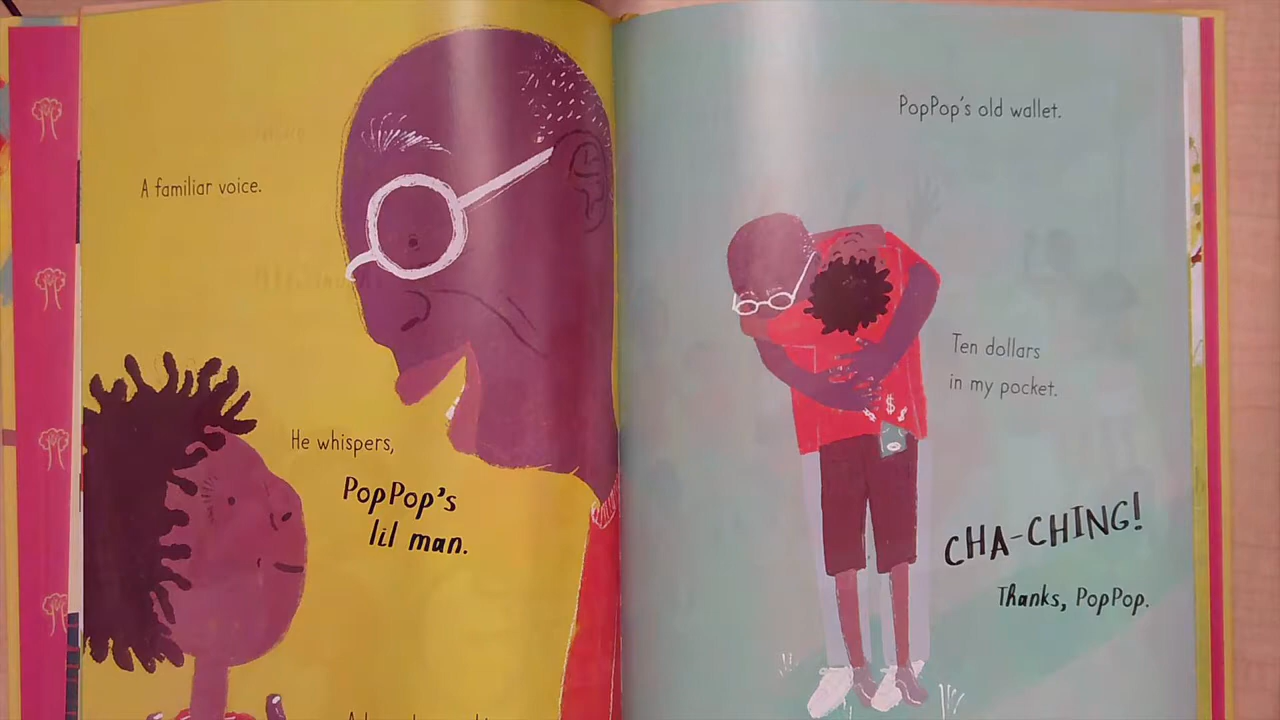 A familiar voice.
He whispers,
PopPop's
lil man.
PopPop's old wallet.
Ten dollars
in my pocket.
$
CHA-CHING!
Thanks, PopPop.